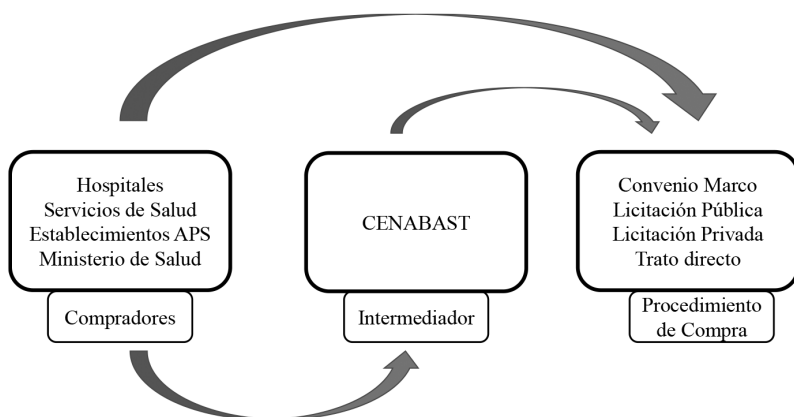 Hospitales
Servicios de Salud
Establecimientos APS
Ministerio de Salud
Compradores
CENABAST
Intermediador
Convenio Marco
Licitación Pública
Licitación Privada
Trato directo
Procedimiento
de Compra